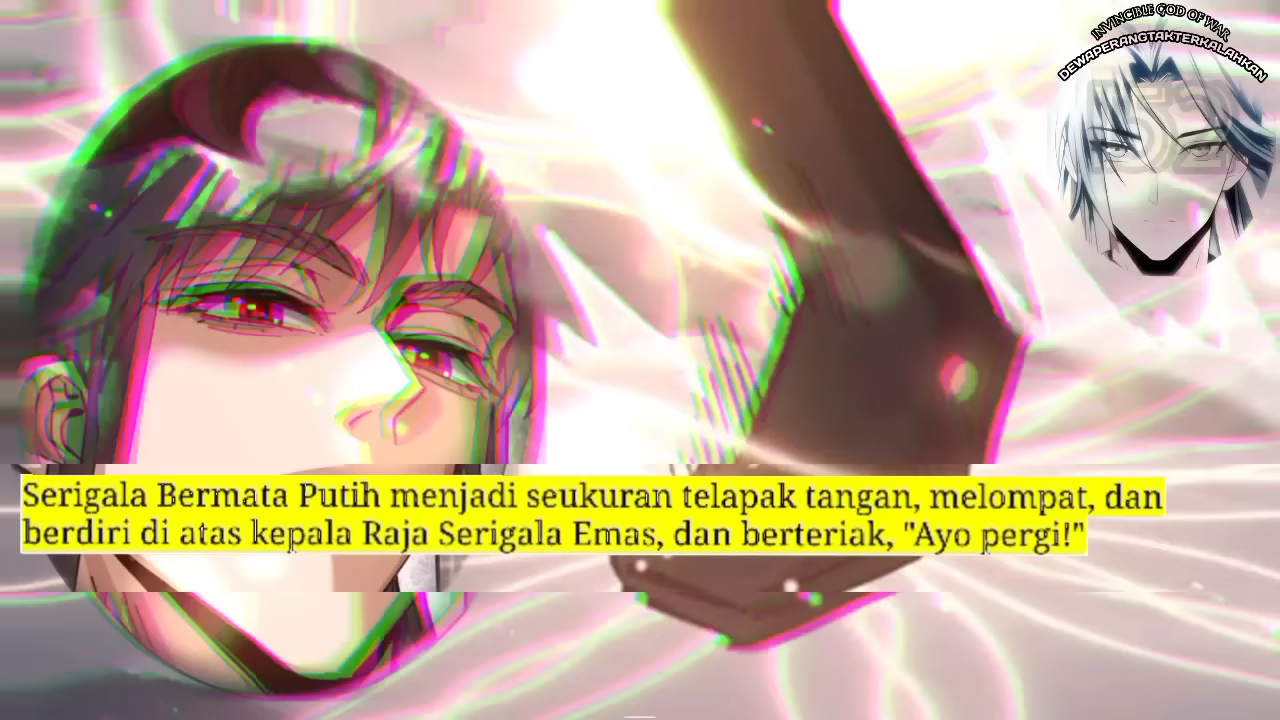 INVINCIBLE GOD OF WAR
DEWAPERANGTAKTERKALAHKAN
Serigala Bermata Putih menjadi seukuran telapak tangan, melompat, dan
berdiri di atas kepala Raja Serigala Emas, dan berteriak, "Ayo pergi!"